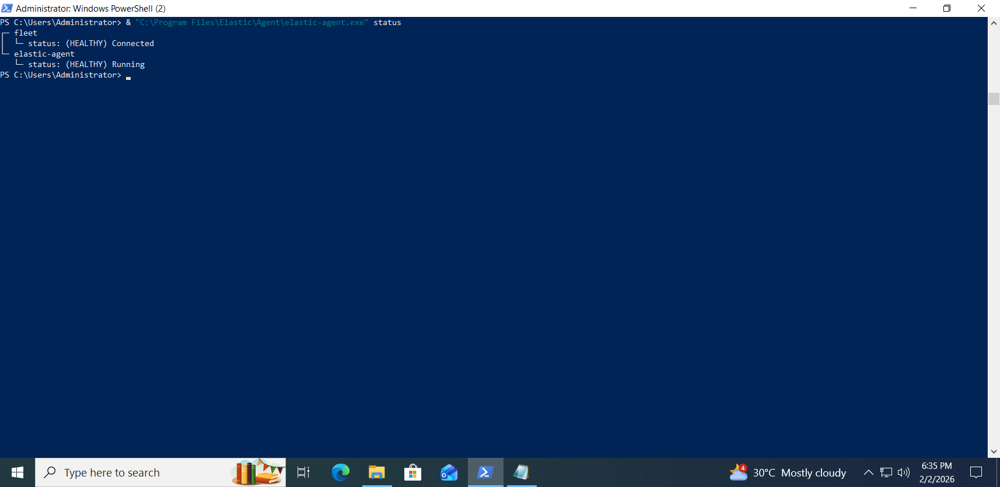 Administrator: Windows PowerShell (2)
PS C:\Users\Administrator> & "C:\Program Files\Elastic\Agent\elastic-agent.exe" status
┌─ fleet
│  └─ status: (HEALTHY) Connected
└─ elastic-agent
   └─ status: (HEALTHY) Running
PS C:\Users\Administrator>
Type here to search
4
30°C Mostly cloudy
6:35 PM
2/2/2026